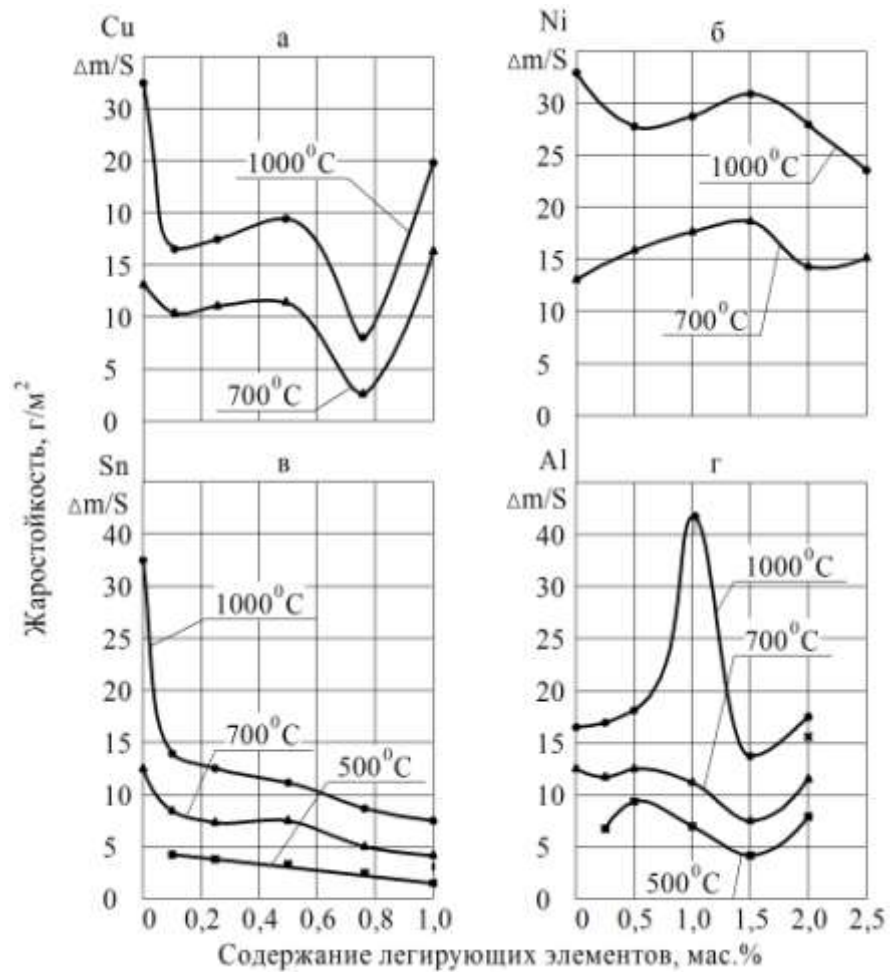 Cu
а
Δm/S
30
20
10
15
10
5
0
1000⁰C
700⁰C
Ni
б
Δm/S
35
30
25
20
15
10
5
0
1000⁰C
700⁰C
Жаростойкость, г/м²
Sn
в
Δm/S
40
30
25
20
15
10
5
0
1000⁰C
700⁰C
500⁰C
0 0,2 0,4 0,6 0,8 1,0
Al
г
Δm/S
40
30
25
20
15
10
5
0
1000⁰C
700⁰C
500⁰C
0 0,5 1,0 1,5 2,0 2,5
Содержание легирующих элементов, мас.%